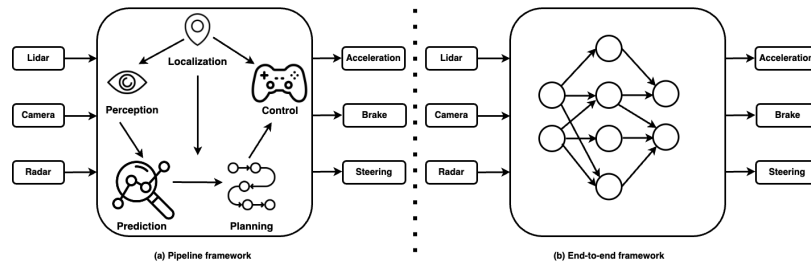 Lidar
Camera
Radar
Localization
Perception
Control
Prediction
Planning
Acceleration
Brake
Steering
(a) Pipeline framework
Lidar
Camera
Radar
Acceleration
Brake
Steering
(b) End-to-end framework